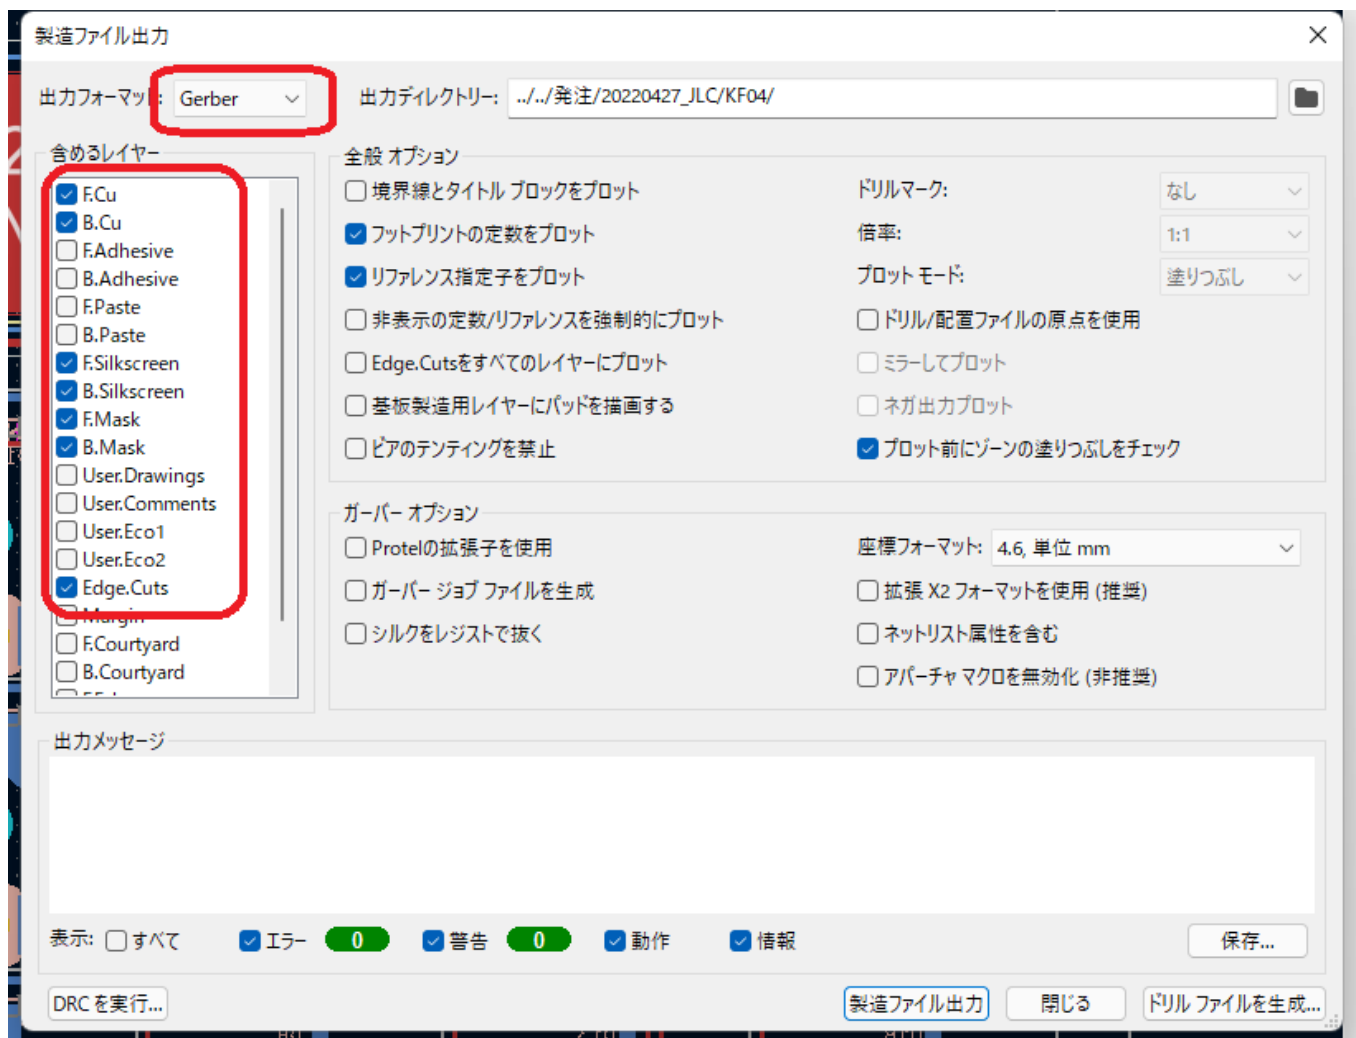 製造ファイル出力
出力フォーマット: Gerber
出力ディレクトリー: ../../発注/20220427_JLC/KF04/
含めるレイヤー
F.Cu
B.Cu
F.Adhesive
B.Adhesive
F.Paste
B.Paste
F.Silkscreen
B.Silkscreen
F.Mask
B.Mask
User.Drawings
User.Comments
User.Eco1
User.Eco2
Edge.Cuts
Margin
F.Courtyard
B.Courtyard
全般 オプション
境界線とタイトル ブロックをプロット
フットプリントの定数をプロット
リファレンス指定子をプロット
非表示の定数/リファレンスを強制的にプロット
Edge.Cutsをすべてのレイヤーにプロット
基板製造用レイヤーにパッドを描画する
ビアのテンティングを禁止
ドリルマーク: なし
倍率: 1:1
プロット モード: 塗りつぶし
ドリル/配置ファイルの原点を使用
ミラーしてプロット
ネガ出力プロット
プロット前にゾーンの塗りつぶしをチェック
ガーバー オプション
Protelの拡張子を使用
ガーバー ジョブ ファイルを生成
シルクをレジストで抜く
座標フォーマット: 4.6, 単位 mm
拡張 X2 フォーマットを使用 (推奨)
ネットリスト属性を含む
アパーチャ マクロを無効化 (非推奨)
出力メッセージ
表示: すべて エラー 0 警告 0 動作 情報 保存...
DRC を実行... 製造ファイル出力 閉じる ドリル ファイルを生成...